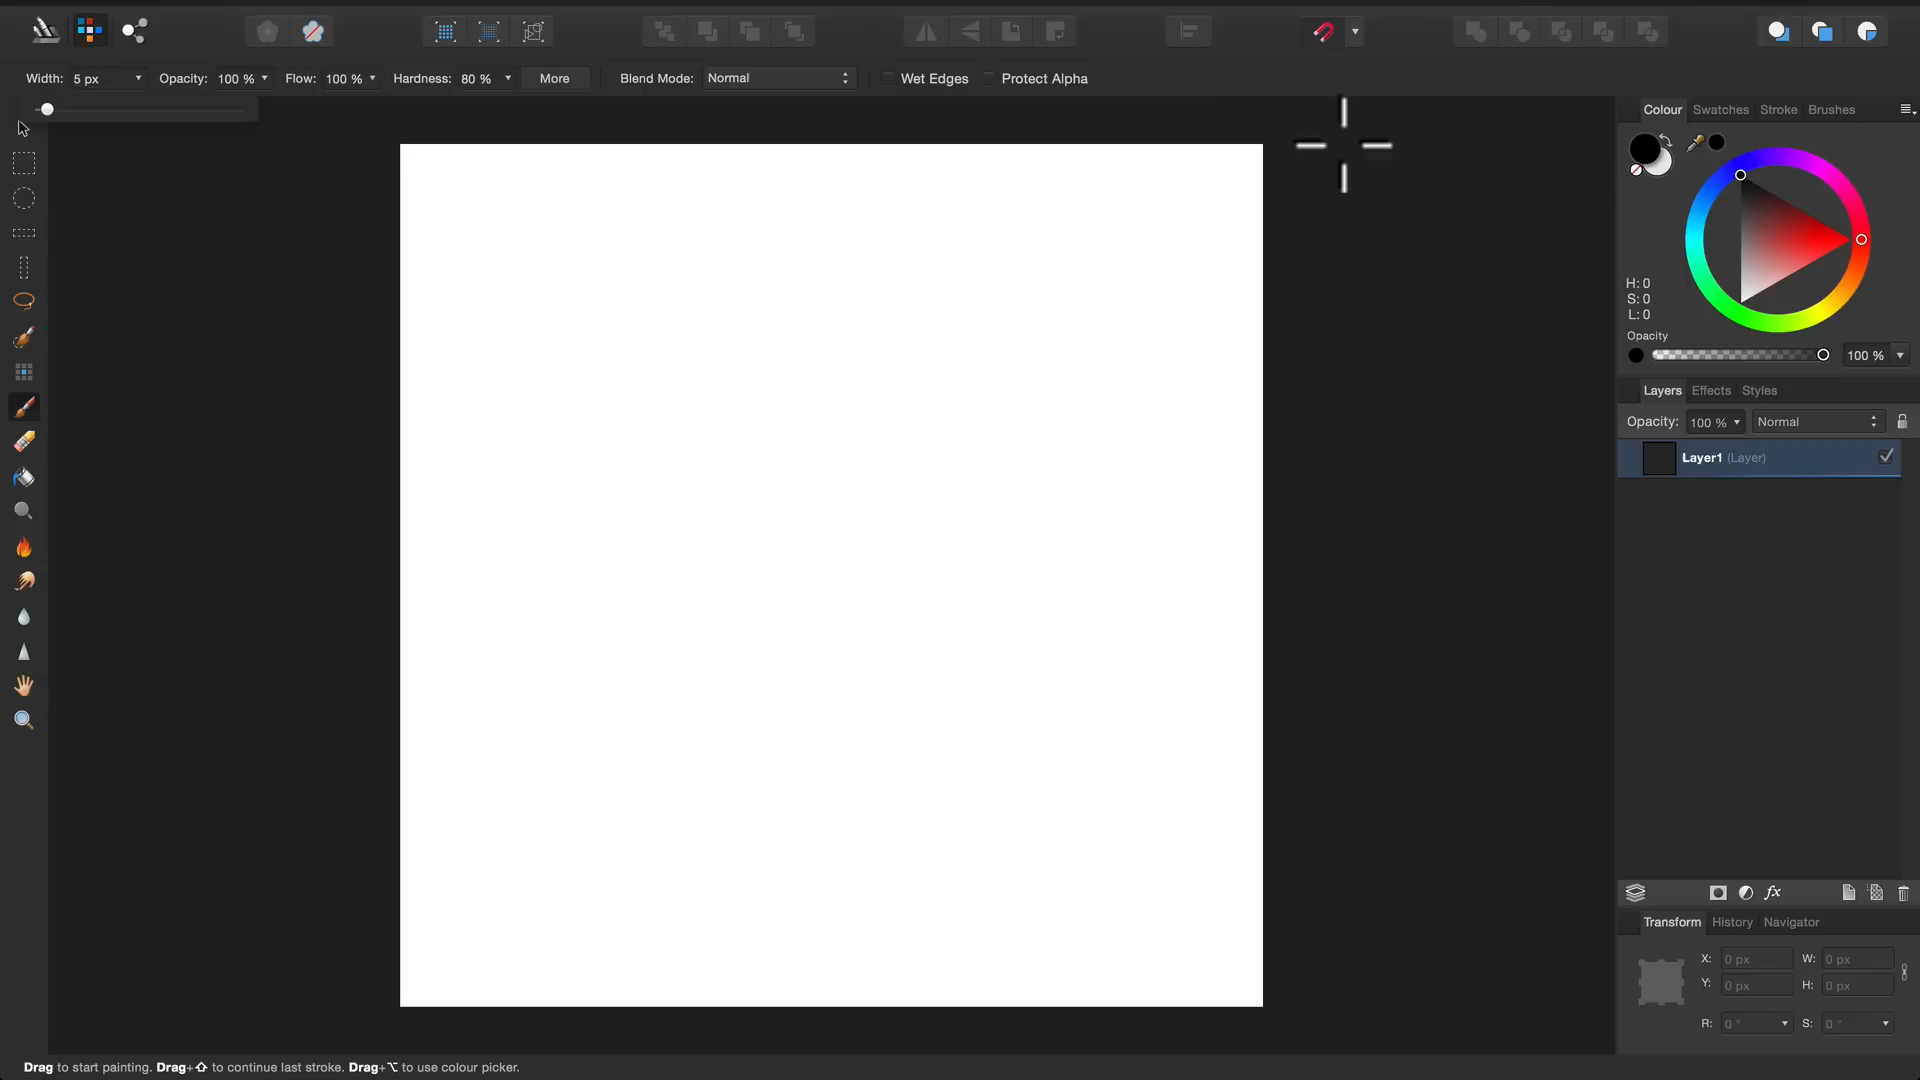 Width: 5 px Opacity: 100 % Flow: 100 % Hardness: 80 % More Blend Mode: Normal Wet Edges Protect Alpha
Colour Swatches Stroke Brushes
H: 0
S: 0
L: 0
Opacity
100 %
Layers Effects Styles
Opacity: 100 % Normal
Layer1 (Layer)
fx
Transform History Navigator
X: 0 px W: 0 px
Y: 0 px H: 0 px
R: 0 ° S: 0 °
Drag to start painting. Drag+⇧ to continue last stroke. Drag+⌥ to use colour picker.